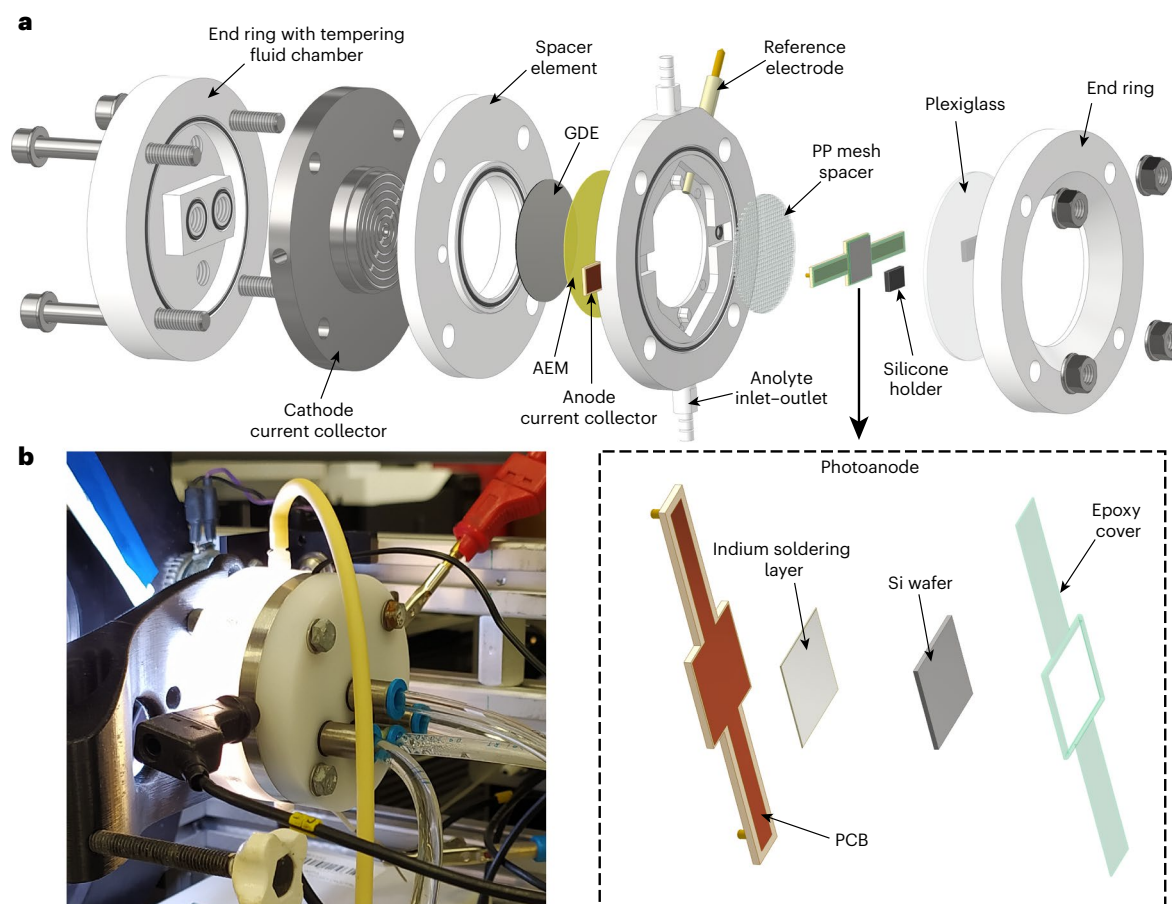 a
End ring with tempering
fluid chamber
Spacer
element
GDE
Reference
electrode
PP mesh
spacer
Plexiglass
End ring
AEM
Anode
current collector
Cathode
current collector
Anolyte
inlet–outlet
Silicone
holder
b
Photoanode
Indium soldering
layer
Si wafer
Epoxy
cover
PCB